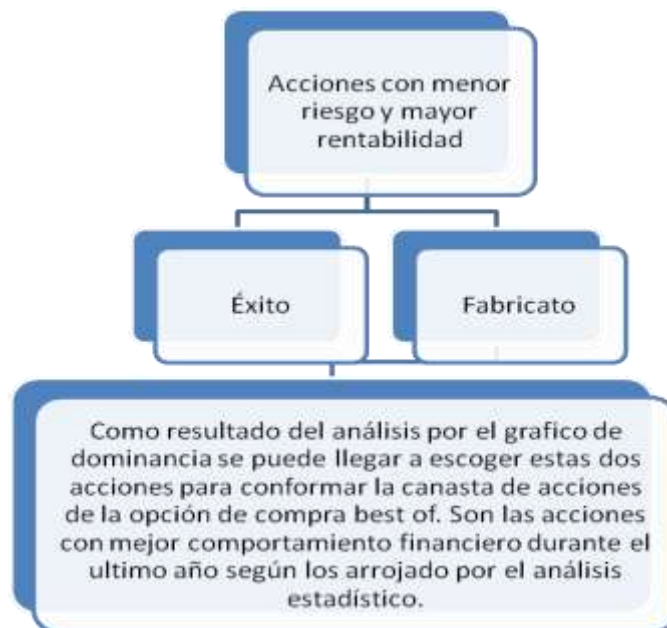 Acciones con menor
riesgo y mayor
rentabilidad
Éxito
Fabricato
Como resultado del análisis por el grafico de
dominancia se puede llegar a escoger estas dos
acciones para conformar la canasta de acciones
de la opción de compra best of. Son las acciones
con mejor comportamiento financiero durante el
ultimo año según los arrojado por el análisis
estadístico.